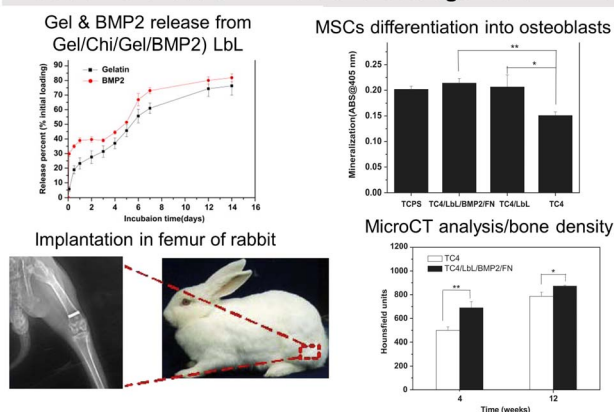 Gel & BMP2 release from
Gel/Chi/Gel/BMP2) LbL
Release percent (% initial loading)
90
80
70
60
50
40
30
20
10
0
Gelatin
BMP2
0 2 4 6 8 10 12 14 16
Incubaion time(days)
MSCs differentiation into osteoblasts
Mineralization(ABS@405 nm)
0.25
0.20
0.15
0.10
0.05
0.00
**
*
TCPS TC4/LbL/BMP2/FN TC4/LbL TC4
Implantation in femur of rabbit
MicroCT analysis/bone density
Hounsfield units
1200
1000
800
600
400
200
0
TC4
TC4/LbL/BMP2/FN
**
*
4 12
Time (weeks)